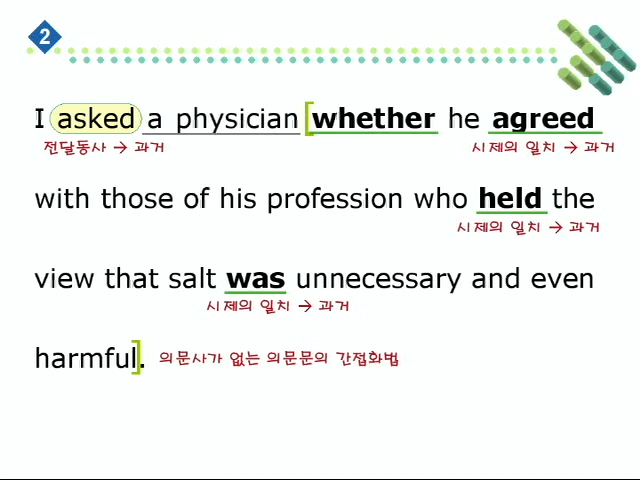 2
I asked a physician [whether he agreed
전달동사 → 과거 시제의 일치 → 과거
with those of his profession who held the
시제의 일치 → 과거
view that salt was unnecessary and even
시제의 일치 → 과거
harmful]. 의문사가 없는 의문문의 간접화법